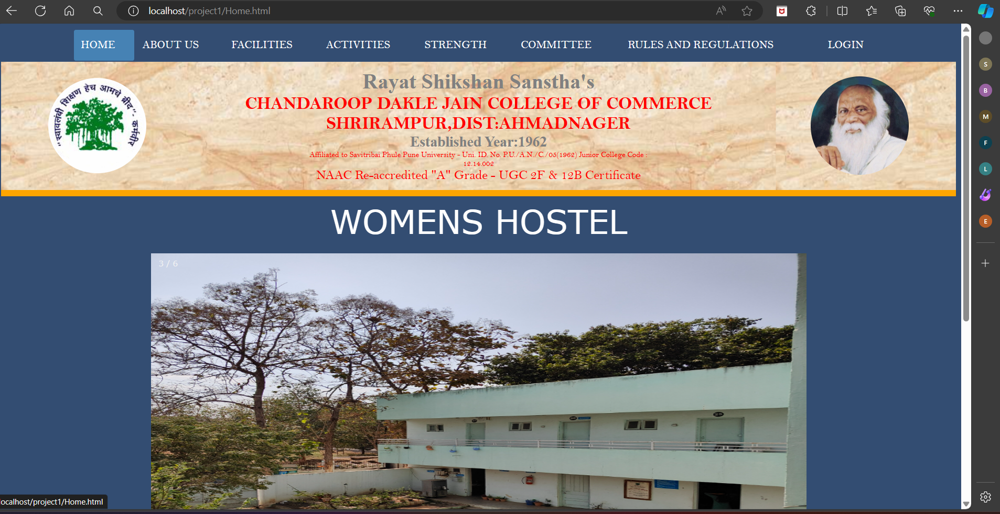 localhost/project1/Home.html
HOME
ABOUT US
FACILITIES
ACTIVITIES
STRENGTH
COMMITTEE
RULES AND REGULATIONS
LOGIN
"स्वावलंबी शिक्षण हेच आमचे ब्रीद"- कर्मवीर
Rayat Shikshan Sanstha's
CHANDAROOP DAKLE JAIN COLLEGE OF COMMERCE
SHRIRAMPUR,DIST:AHMADNAGER
Established Year:1962
Affiliated to Savitribai Phule Pune University - Uni. ID. No. P.U./A.N./C./05(1962) Junior College Code :
12.14.002
NAAC Re-accredited "A" Grade - UGC 2F & 12B Certificate
WOMENS HOSTEL
3 / 6
S
B
M
F
L
E
25
localhost/project1/Home.html